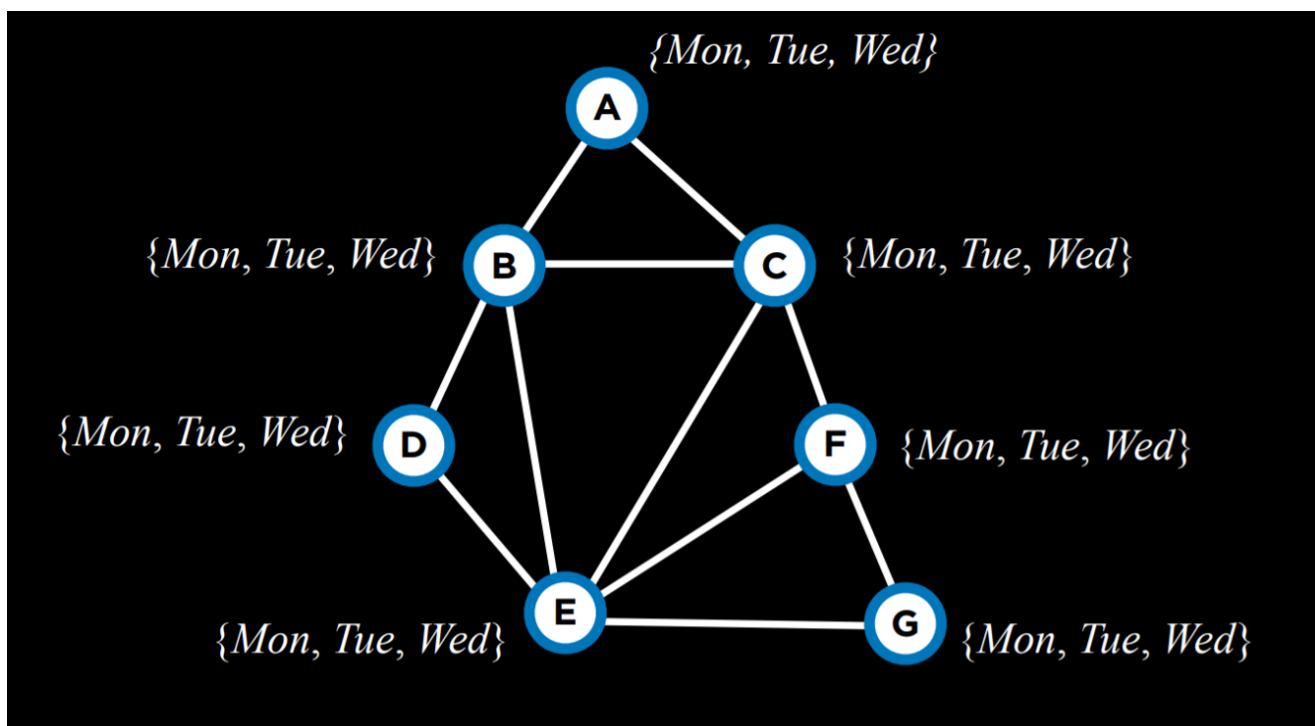 {Mon, Tue, Wed}
A
{Mon, Tue, Wed}
B
C
{Mon, Tue, Wed}
{Mon, Tue, Wed}
D
F
{Mon, Tue, Wed}
{Mon, Tue, Wed}
E
G
{Mon, Tue, Wed}